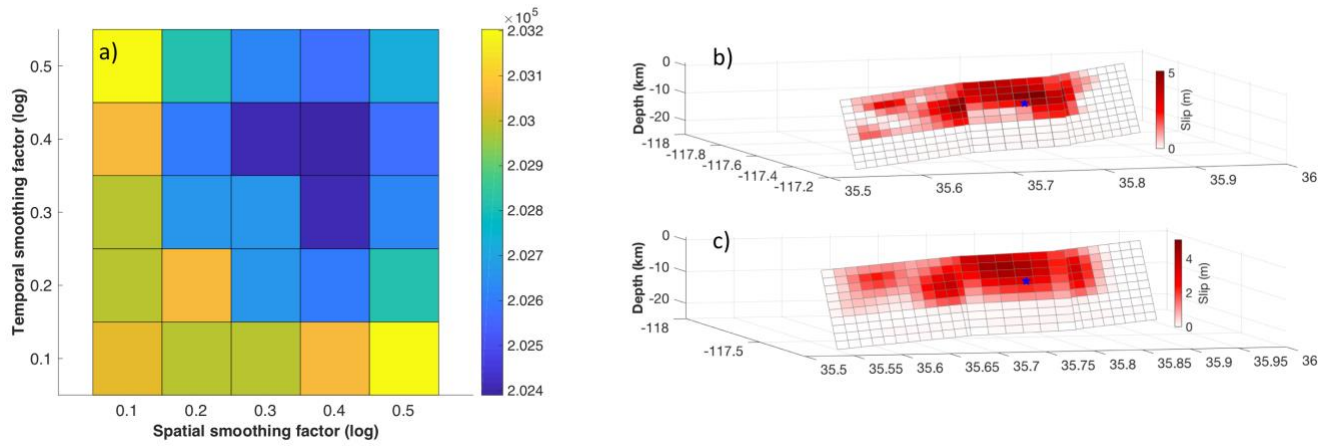 a)
×10⁵
Temporal smoothing factor (log)
0.5
0.4
0.3
0.2
0.1
0.1 0.2 0.3 0.4 0.5
Spatial smoothing factor (log)
2.032
2.031
2.03
2.029
2.028
2.027
2.026
2.025
2.024
b)
Depth (km)
0
-10
-20
-118
-117.8
-117.6
-117.4
-117.2
35.5 35.6 35.7 35.8 35.9 36
5
0
Slip (m)
c)
Depth (km)
0
-10
-20
-118
-117.5
35.5 35.55 35.6 35.65 35.7 35.75 35.8 35.85 35.9 35.95 36
4
2
0
Slip (m)